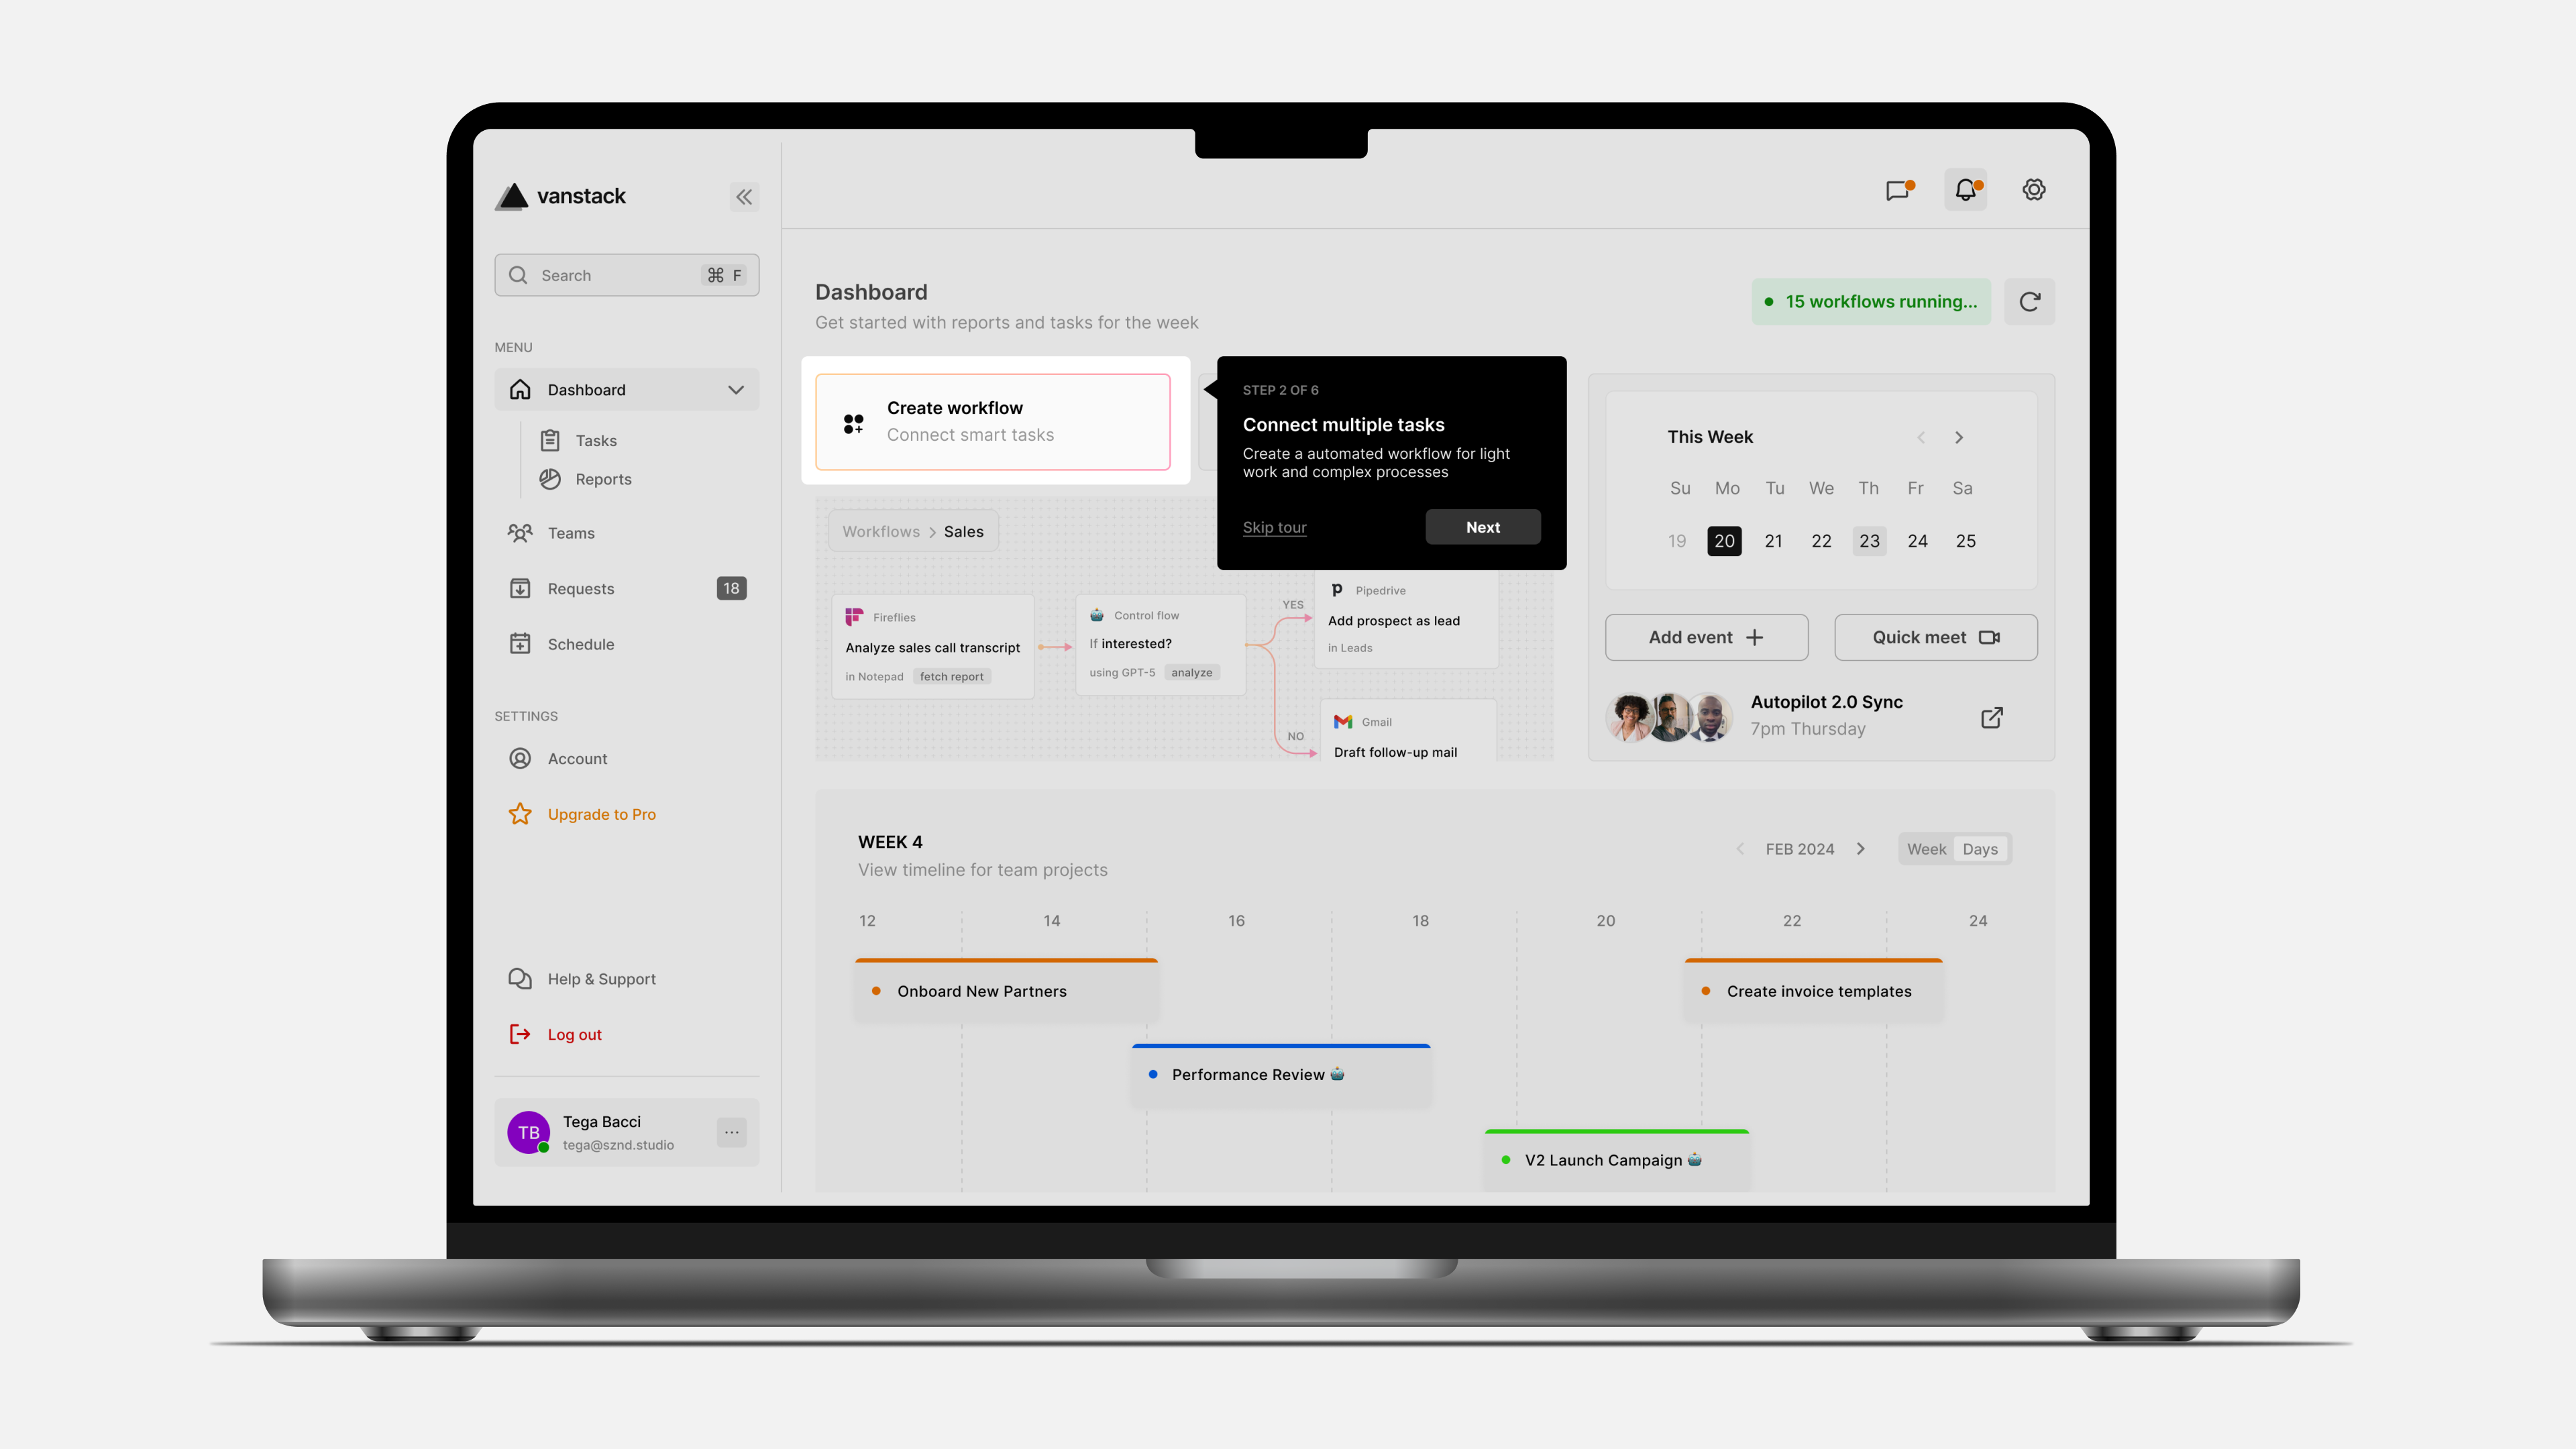 vanstack
Search
⌘ F
MENU
Dashboard
Tasks
Reports
Teams
Requests
18
Schedule
SETTINGS
Account
Upgrade to Pro
Help & Support
Log out
TB
Tega Bacci
tega@sznd.studio
Dashboard
Get started with reports and tasks for the week
15 workflows running...
Create workflow
Connect smart tasks
STEP 2 OF 6
Connect multiple tasks
Create a automated workflow for light
work and complex processes
Skip tour
Next
Workflows > Sales
Fireflies
Analyze sales call transcript
in Notepad fetch report
Control flow
If interested?
using GPT-5 analyze
YES
NO
Pipedrive
Add prospect as lead
in Leads
Gmail
Draft follow-up mail
This Week
Su Mo Tu We Th Fr Sa
19 20 21 22 23 24 25
Add event +
Quick meet
Autopilot 2.0 Sync
7pm Thursday
WEEK 4
View timeline for team projects
FEB 2024
Week Days
12 14 16 18 20 22 24
Onboard New Partners
Create invoice templates
Performance Review
V2 Launch Campaign